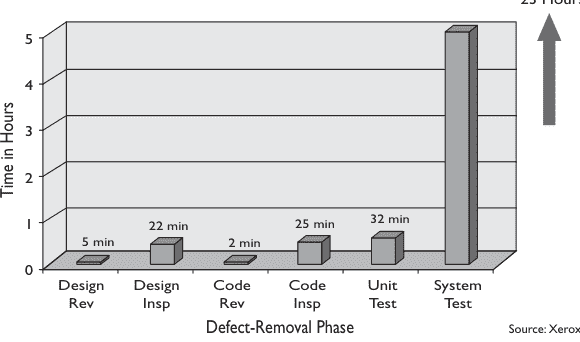 Hours
5
4
3
2
1
0
Time in Hours
5 min
22 min
2 min
25 min
32 min
Design Rev
Design Insp
Code Rev
Code Insp
Unit Test
System Test
Defect-Removal Phase
Source: Xerox